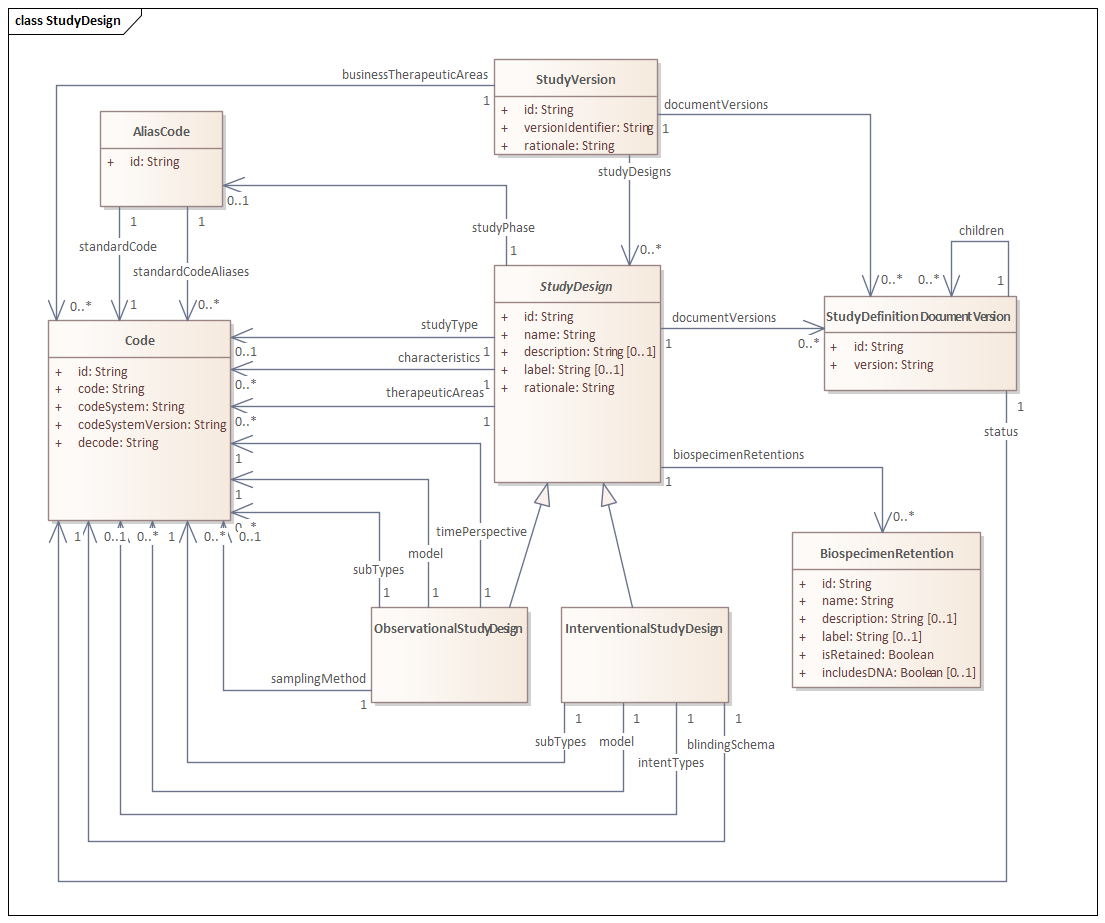 class StudyDesign
StudyVersion
+ id: String
+ versionIdentifier: String
+ rationale: String
businessTherapeuticAreas
1
documentVersions
1
studyDesigns
AliasCode
+ id: String
0..1
studyPhase
1
1
1
standardCode
standardCodeAliases
0..*
1
0..*
0..*
0..*
0..*
children
1
StudyDesign
+ id: String
+ name: String
+ description: String [0..1]
+ label: String [0..1]
+ rationale: String
StudyDefinition Document Version
+ id: String
+ version: String
documentVersions
1
0..*
1
status
Code
+ id: String
+ code: String
+ codeSystem: String
+ codeSystemVersion: String
+ decode: String
studyType
0..1
1
characteristics
0..*
1
therapeuticAreas
0..*
1
1
1
0..*
biospecimenRetentions
1
0..*
BiospecimenRetention
+ id: String
+ name: String
+ description: String [0..1]
+ label: String [0..1]
+ isRetained: Boolean
+ includesDNA: Boolean [0..1]
1
0..1
0..*
1
0..*
0..1
timePerspective
model
subTypes
1
1
1
ObservationalStudyDesign
InterventionalStudyDesign
samplingMethod
1
1
1
1
1
subTypes
model
intentTypes
blindingSchema